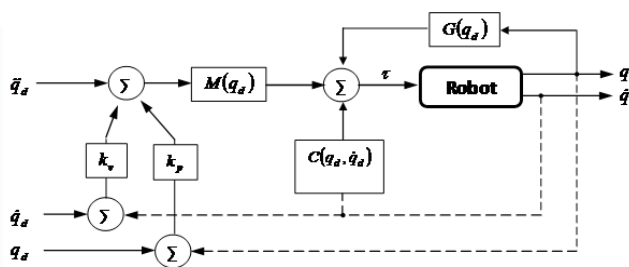 G(q_d)
q̈_d
Σ
M(q_d)
Σ
τ
Robot
q
q̇
k_v
k_p
C(q_d, q̇_d)
q̇_d
Σ
q_d
Σ